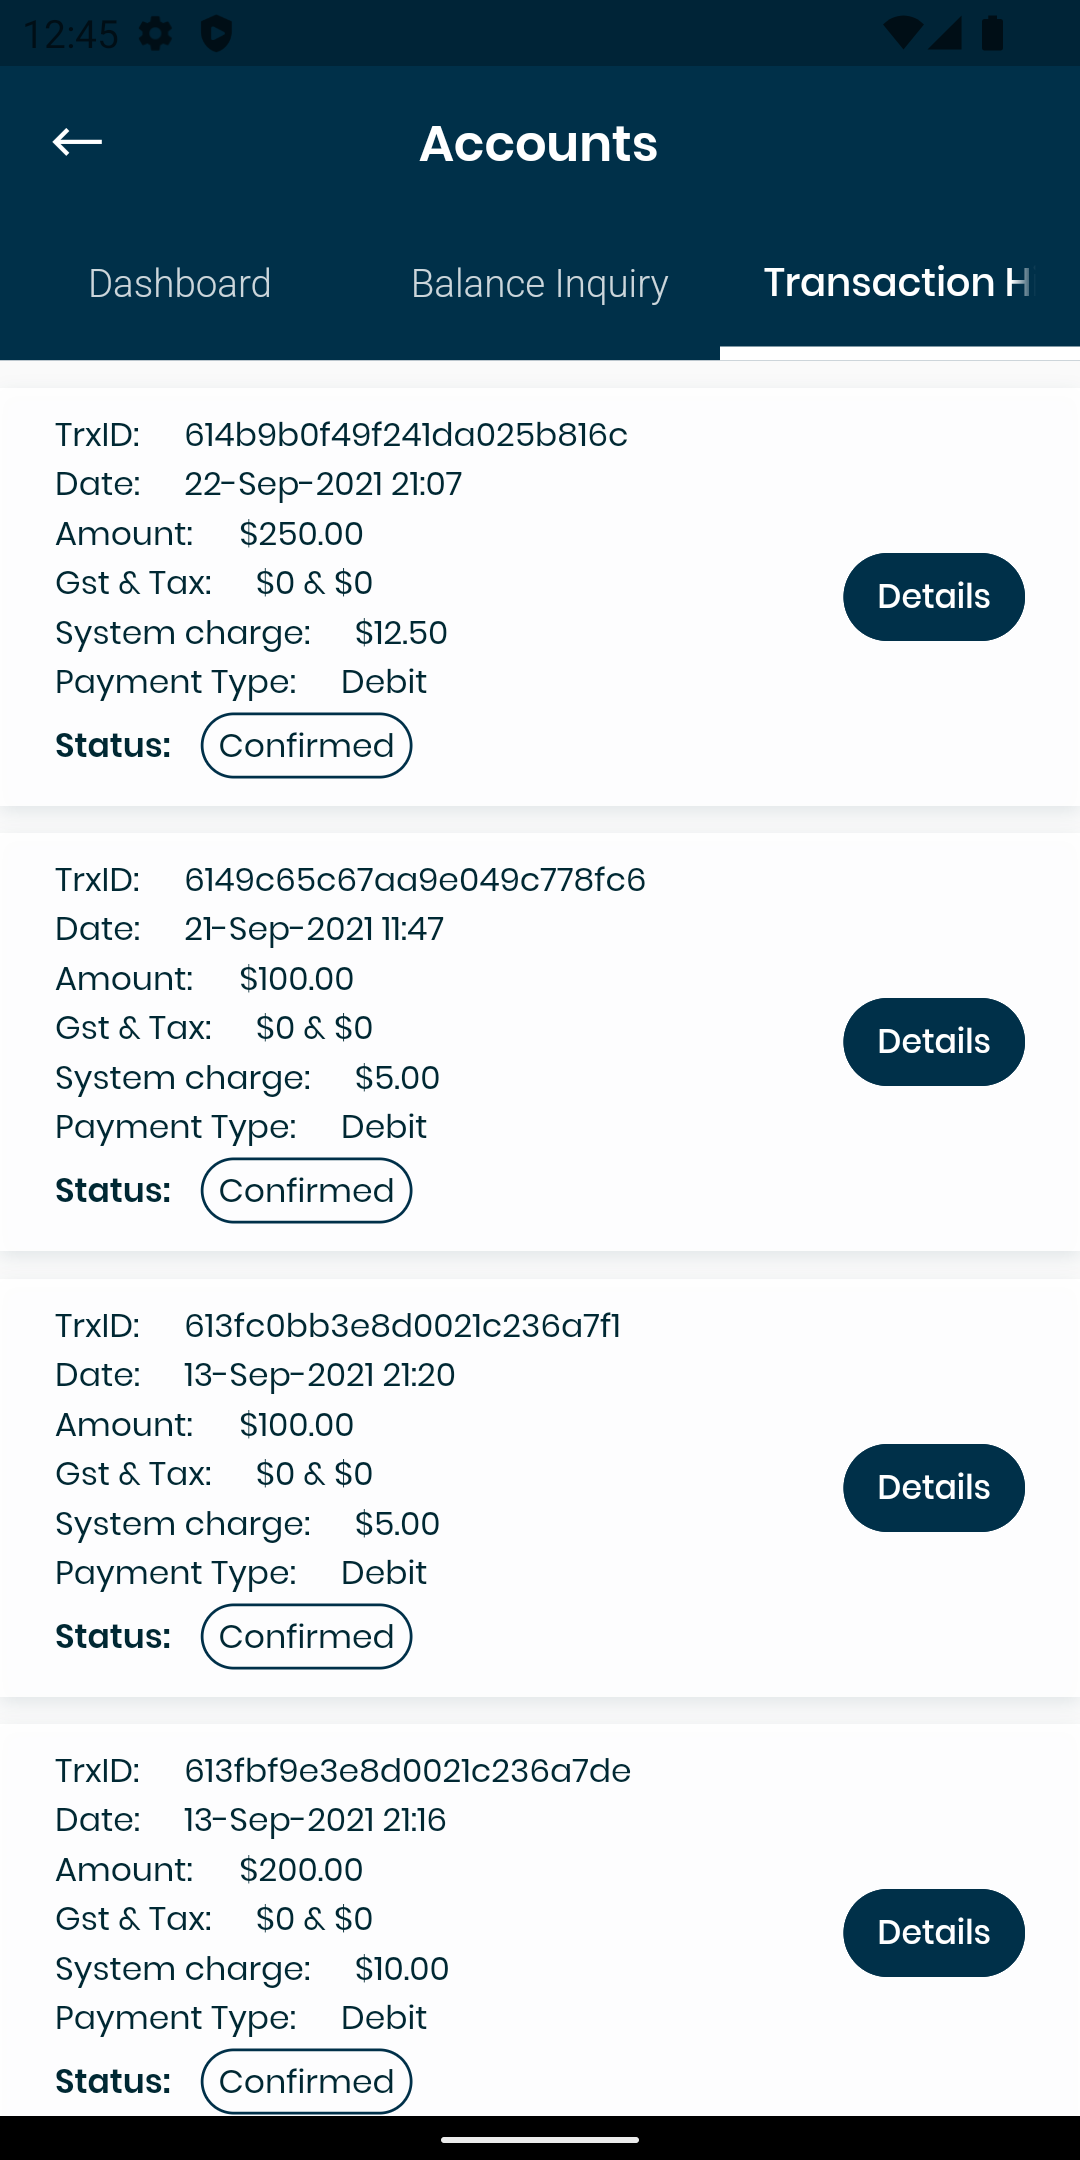 12:45
Accounts
Dashboard Balance Inquiry Transaction H
TrxID: 614b9b0f49f241da025b816c
Date: 22-Sep-2021 21:07
Amount: $250.00
Gst & Tax: $0 & $0
Details
System charge: $12.50
Payment Type: Debit
Status: Confirmed
TrxID: 6149c65c67aa9e049c778fc6
Date: 21-Sep-2021 11:47
Amount: $100.00
Gst & Tax: $0 & $0
Details
System charge: $5.00
Payment Type: Debit
Status: Confirmed
TrxID: 613fc0bb3e8d0021c236a7f1
Date: 13-Sep-2021 21:20
Amount: $100.00
Gst & Tax: $0 & $0
Details
System charge: $5.00
Payment Type: Debit
Status: Confirmed
TrxID: 613fbf9e3e8d0021c236a7de
Date: 13-Sep-2021 21:16
Amount: $200.00
Gst & Tax: $0 & $0
Details
System charge: $10.00
Payment Type: Debit
Status: Confirmed